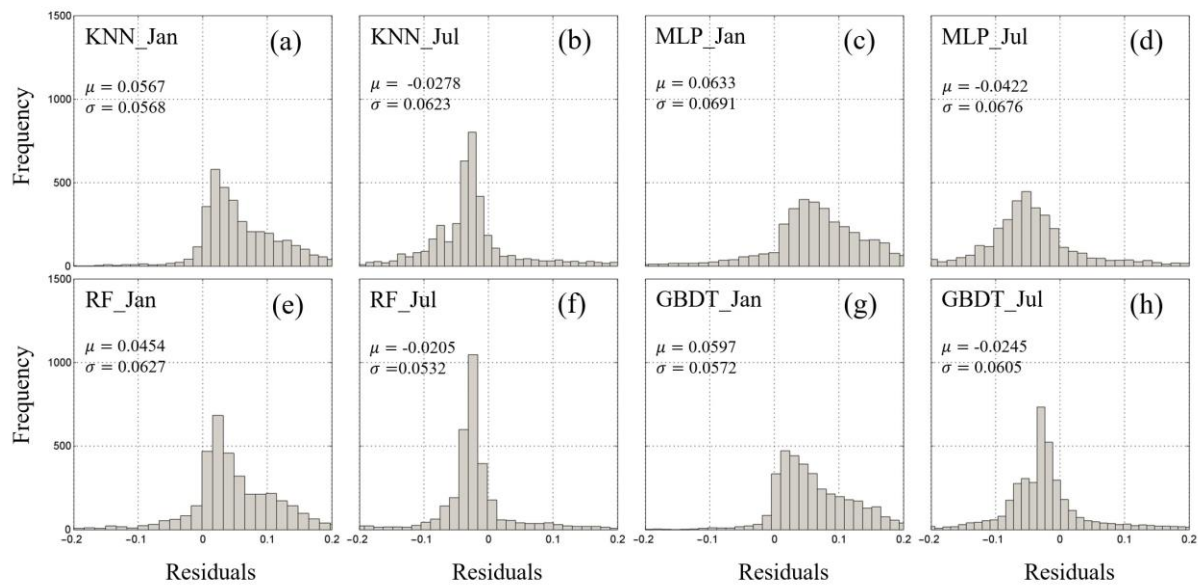 1500
KNN_Jan
(a)
μ = 0.0567
σ = 0.0568
KNN_Jul
(b)
μ = -0.0278
σ = 0.0623
MLP_Jan
(c)
μ = 0.0633
σ = 0.0691
MLP_Jul
(d)
μ = -0.0422
σ = 0.0676
1000
500
0
Frequency
1500
RF_Jan
(e)
μ = 0.0454
σ = 0.0627
RF_Jul
(f)
μ = -0.0205
σ =0.0532
GBDT_Jan
(g)
μ = 0.0597
σ = 0.0572
GBDT_Jul
(h)
μ = -0.0245
σ = 0.0605
1000
500
0
Frequency
−0.2 −0.1 0 0.1 0.2
−0.1 0 0.1 0.2
−0.2 −0.1 0 0.1 0.2
−0.2 −0.1 0 0.1 0.2
Residuals
Residuals
Residuals
Residuals